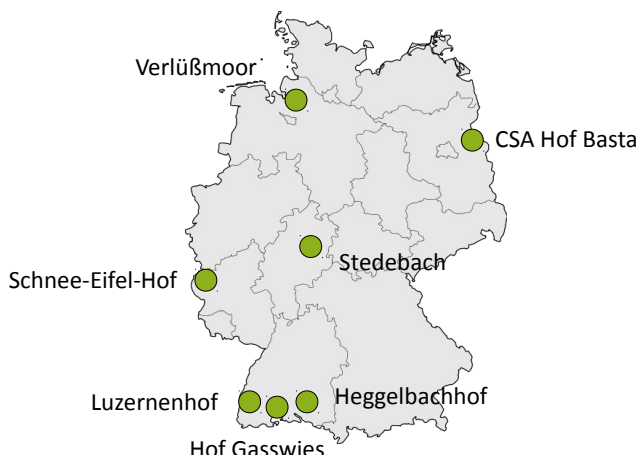 Verlüßmoor
CSA Hof Basta
Stedebach
Schnee-Eifel-Hof
Luzernenhof
Heggelbachhof
Hof Gasswies